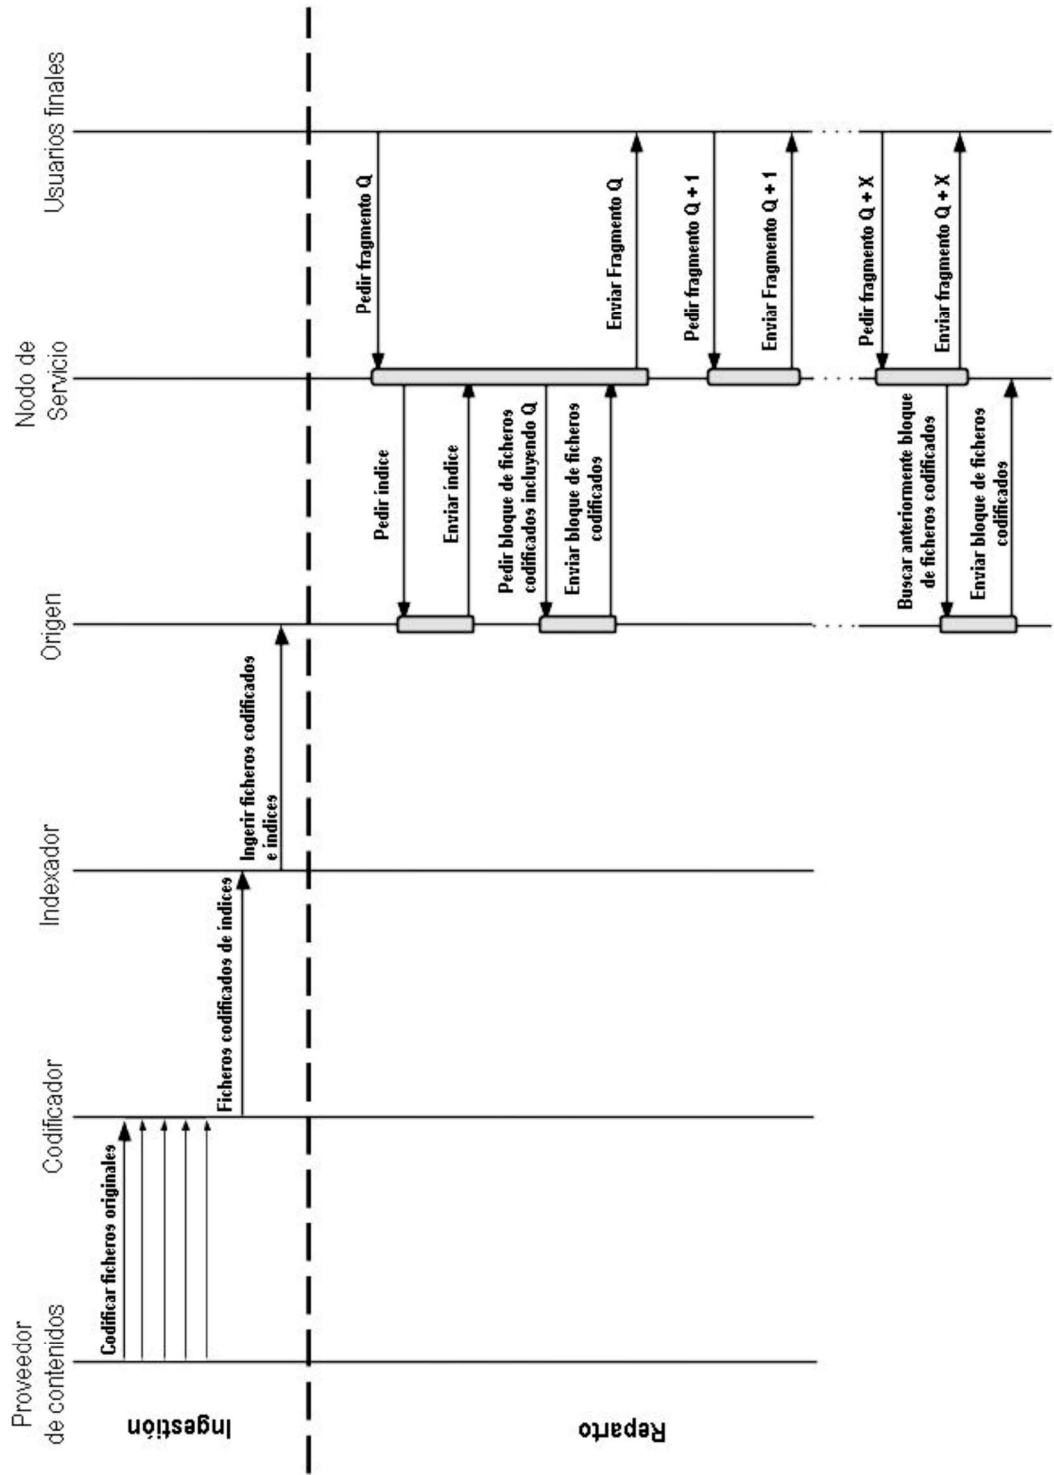 Proveedor
de contenidos
Codificador
Indexador
Origen
Nodo de
Servicio
Usuarios finales
Ingestión
Codificar ficheros originales
Ficheros codificados de índices
Ingerir ficheros codificados
e índices
Reparto
Pedir fragmento Q
Pedir índice
Enviar índice
Pedir bloque de ficheros
codificados incluyendo Q
Enviar bloque de ficheros
codificados
Enviar Fragmento Q
Pedir fragmento Q + 1
Enviar Fragmento Q + 1
Pedir fragmento Q + X
Buscar anteriormente bloque
de ficheros codificados
Enviar fragmento Q + X
Enviar bloque de ficheros
codificados